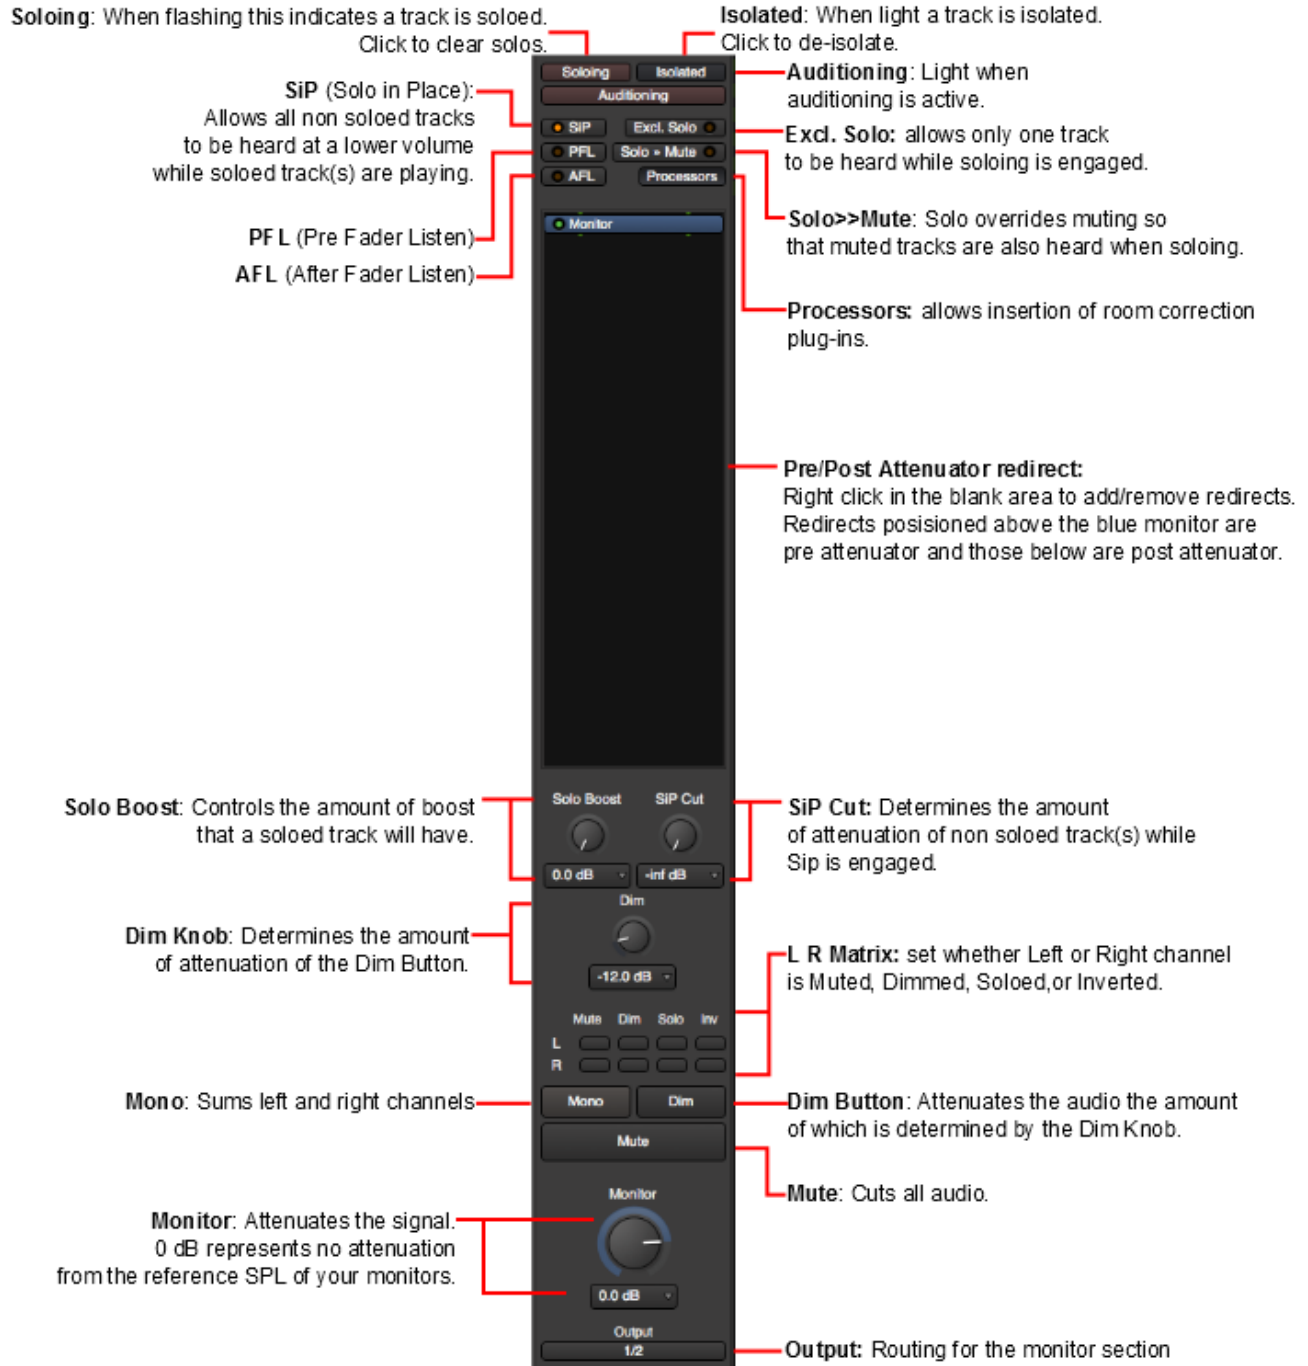 Soloing: When flashing this indicates a track is soloed.
Click to clear solos.
Isolated: When light a track is isolated.
Click to de-isolate.
SiP (Solo in Place):
Allows all non soloed tracks
to be heard at a lower volume
while soloed track(s) are playing.
PFL (Pre Fader Listen)
AFL (After Fader Listen)
Soloing
Isolated
Auditioning
SiP
Excl. Solo
PFL
Solo » Mute
AFL
Processors
Monitor
Auditioning: Light when
auditioning is active.
Excl. Solo: allows only one track
to be heard while soloing is engaged.
Solo>>Mute: Solo overrides muting so
that muted tracks are also heard when soloing.
Processors: allows insertion of room correction
plug-ins.
Pre/Post Attenuator redirect:
Right click in the blank area to add/remove redirects.
Redirects posisioned above the blue monitor are
pre attenuator and those below are post attenuator.
Solo Boost: Controls the amount of boost
that a soloed track will have.
Solo Boost
SiP Cut
0.0 dB
-inf dB
SiP Cut: Determines the amount
of attenuation of non soloed track(s) while
Sip is engaged.
Dim Knob: Determines the amount
of attenuation of the Dim Button.
Dim
-12.0 dB
L R Matrix: set whether Left or Right channel
is Muted, Dimmed, Soloed,or Inverted.
Mute Dim Solo Inv
L
R
Mono: Sums left and right channels
Mono
Dim
Dim Button: Attenuates the audio the amount
of which is determined by the Dim Knob.
Mute
Mute: Cuts all audio.
Monitor: Attenuates the signal.
0 dB represents no attenuation
from the reference SPL of your monitors.
Monitor
0.0 dB
Output
1/2
Output: Routing for the monitor section